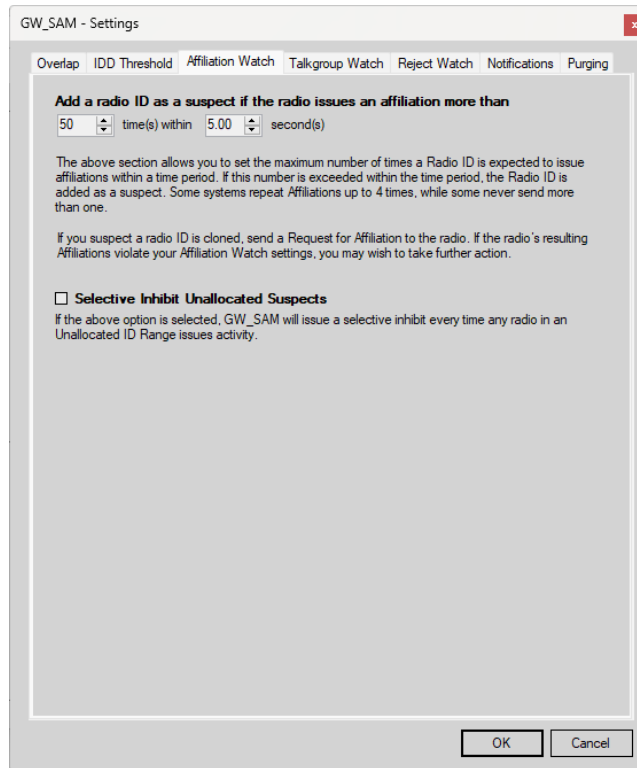 GW_SAM - Settings
x
Overlap IDD Threshold Affiliation Watch Talkgroup Watch Reject Watch Notifications Purging
Add a radio ID as a suspect if the radio issues an affiliation more than
50 time(s) within 5.00 second(s)
The above section allows you to set the maximum number of times a Radio ID is expected to issue
affiliations within a time period. If this number is exceeded within the time period, the Radio ID is
added as a suspect. Some systems repeat Affiliations up to 4 times, while some never send more
than one.
If you suspect a radio ID is cloned, send a Request for Affiliation to the radio. If the radio's resulting
Affiliations violate your Affiliation Watch settings, you may wish to take further action.
Selective Inhibit Unallocated Suspects
If the above option is selected, GW_SAM will issue a selective inhibit every time any radio in an
Unallocated ID Range issues activity.
OK Cancel